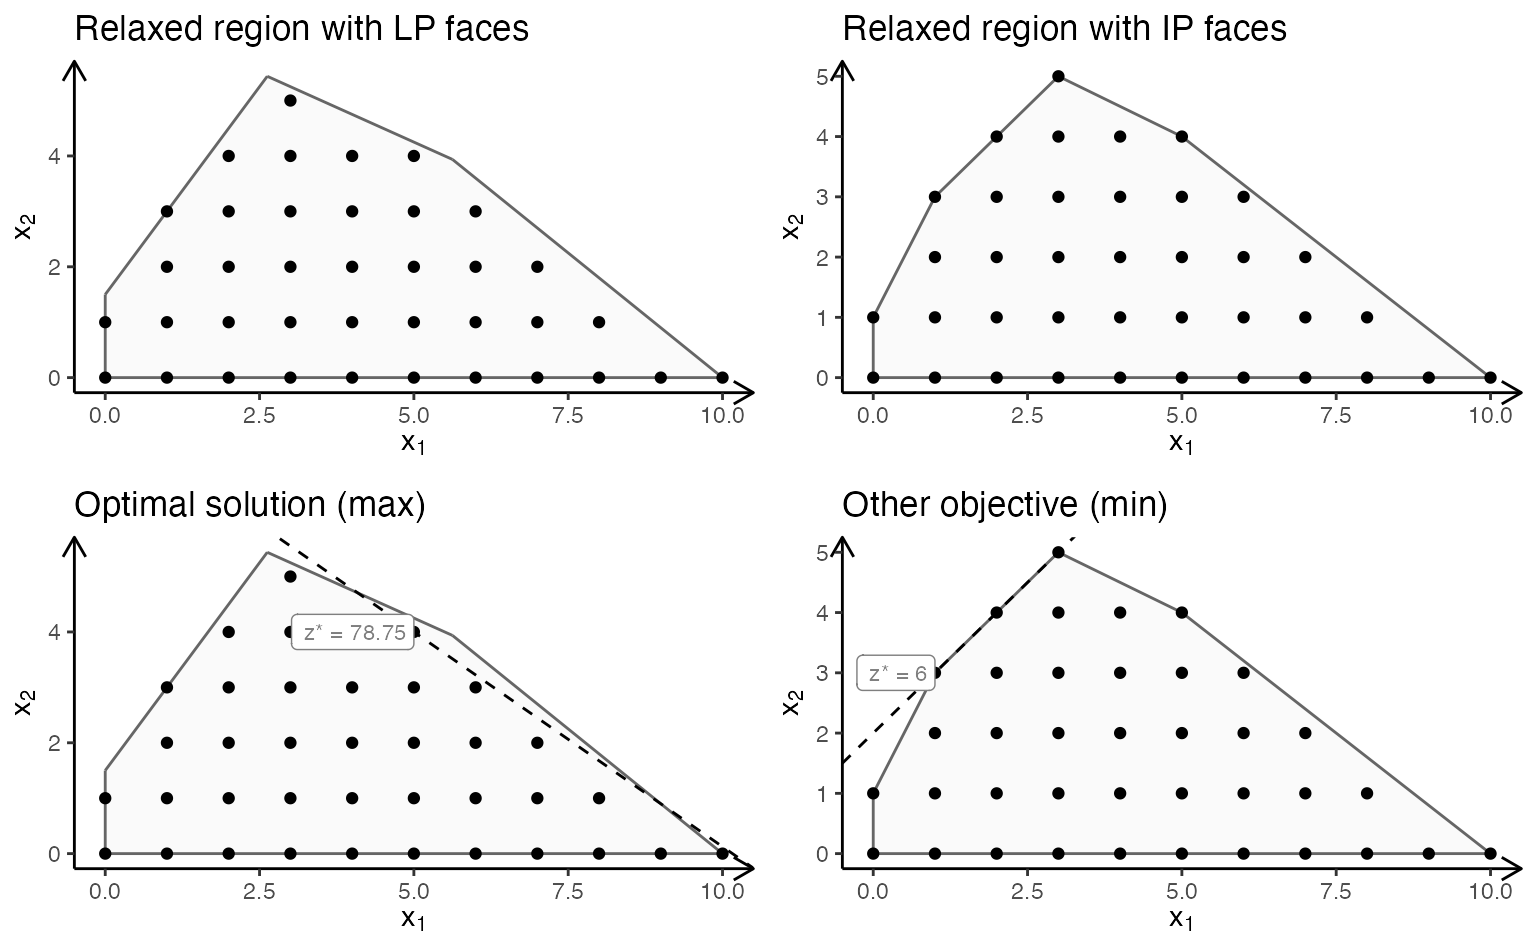 Relaxed region with LP faces
4
2
0
x2
0.0 2.5 5.0 7.5 10.0
x1
Relaxed region with IP faces
5
4
3
2
1
0
x2
0.0 2.5 5.0 7.5 10.0
x1
Optimal solution (max)
4
2
0
x2
z* = 78.75
0.0 2.5 5.0 7.5 10.0
x1
Other objective (min)
5
4
3
2
1
0
x2
z* = 6
0.0 2.5 5.0 7.5 10.0
x1